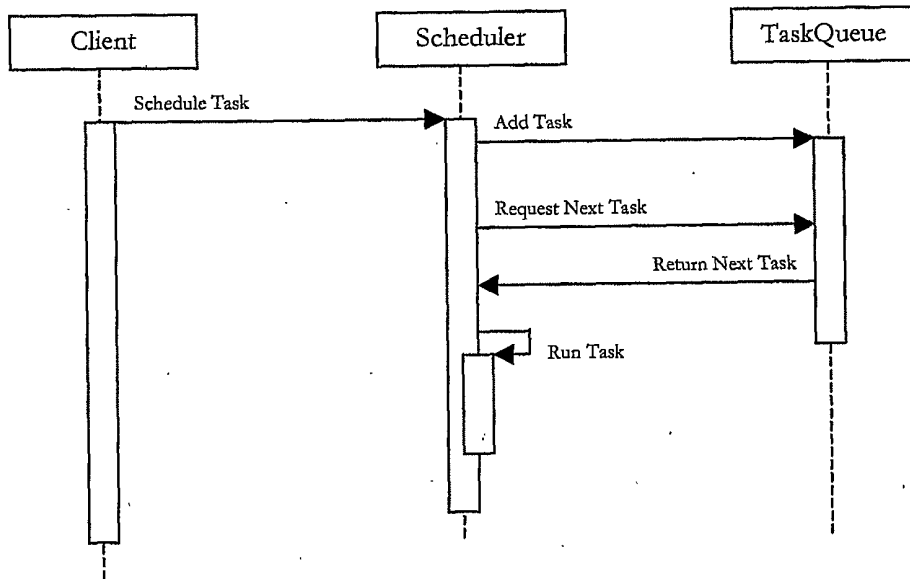 Client
Scheduler
TaskQueue
Schedule Task
Add Task
Request Next Task
Return Next Task
Run Task